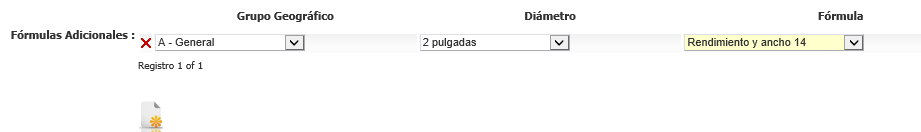 Grupo Geográfico Diámetro Fórmula
Fórmulas Adicionales : A - General 2 pulgadas Rendimiento y ancho 14
Registro 1 of 1